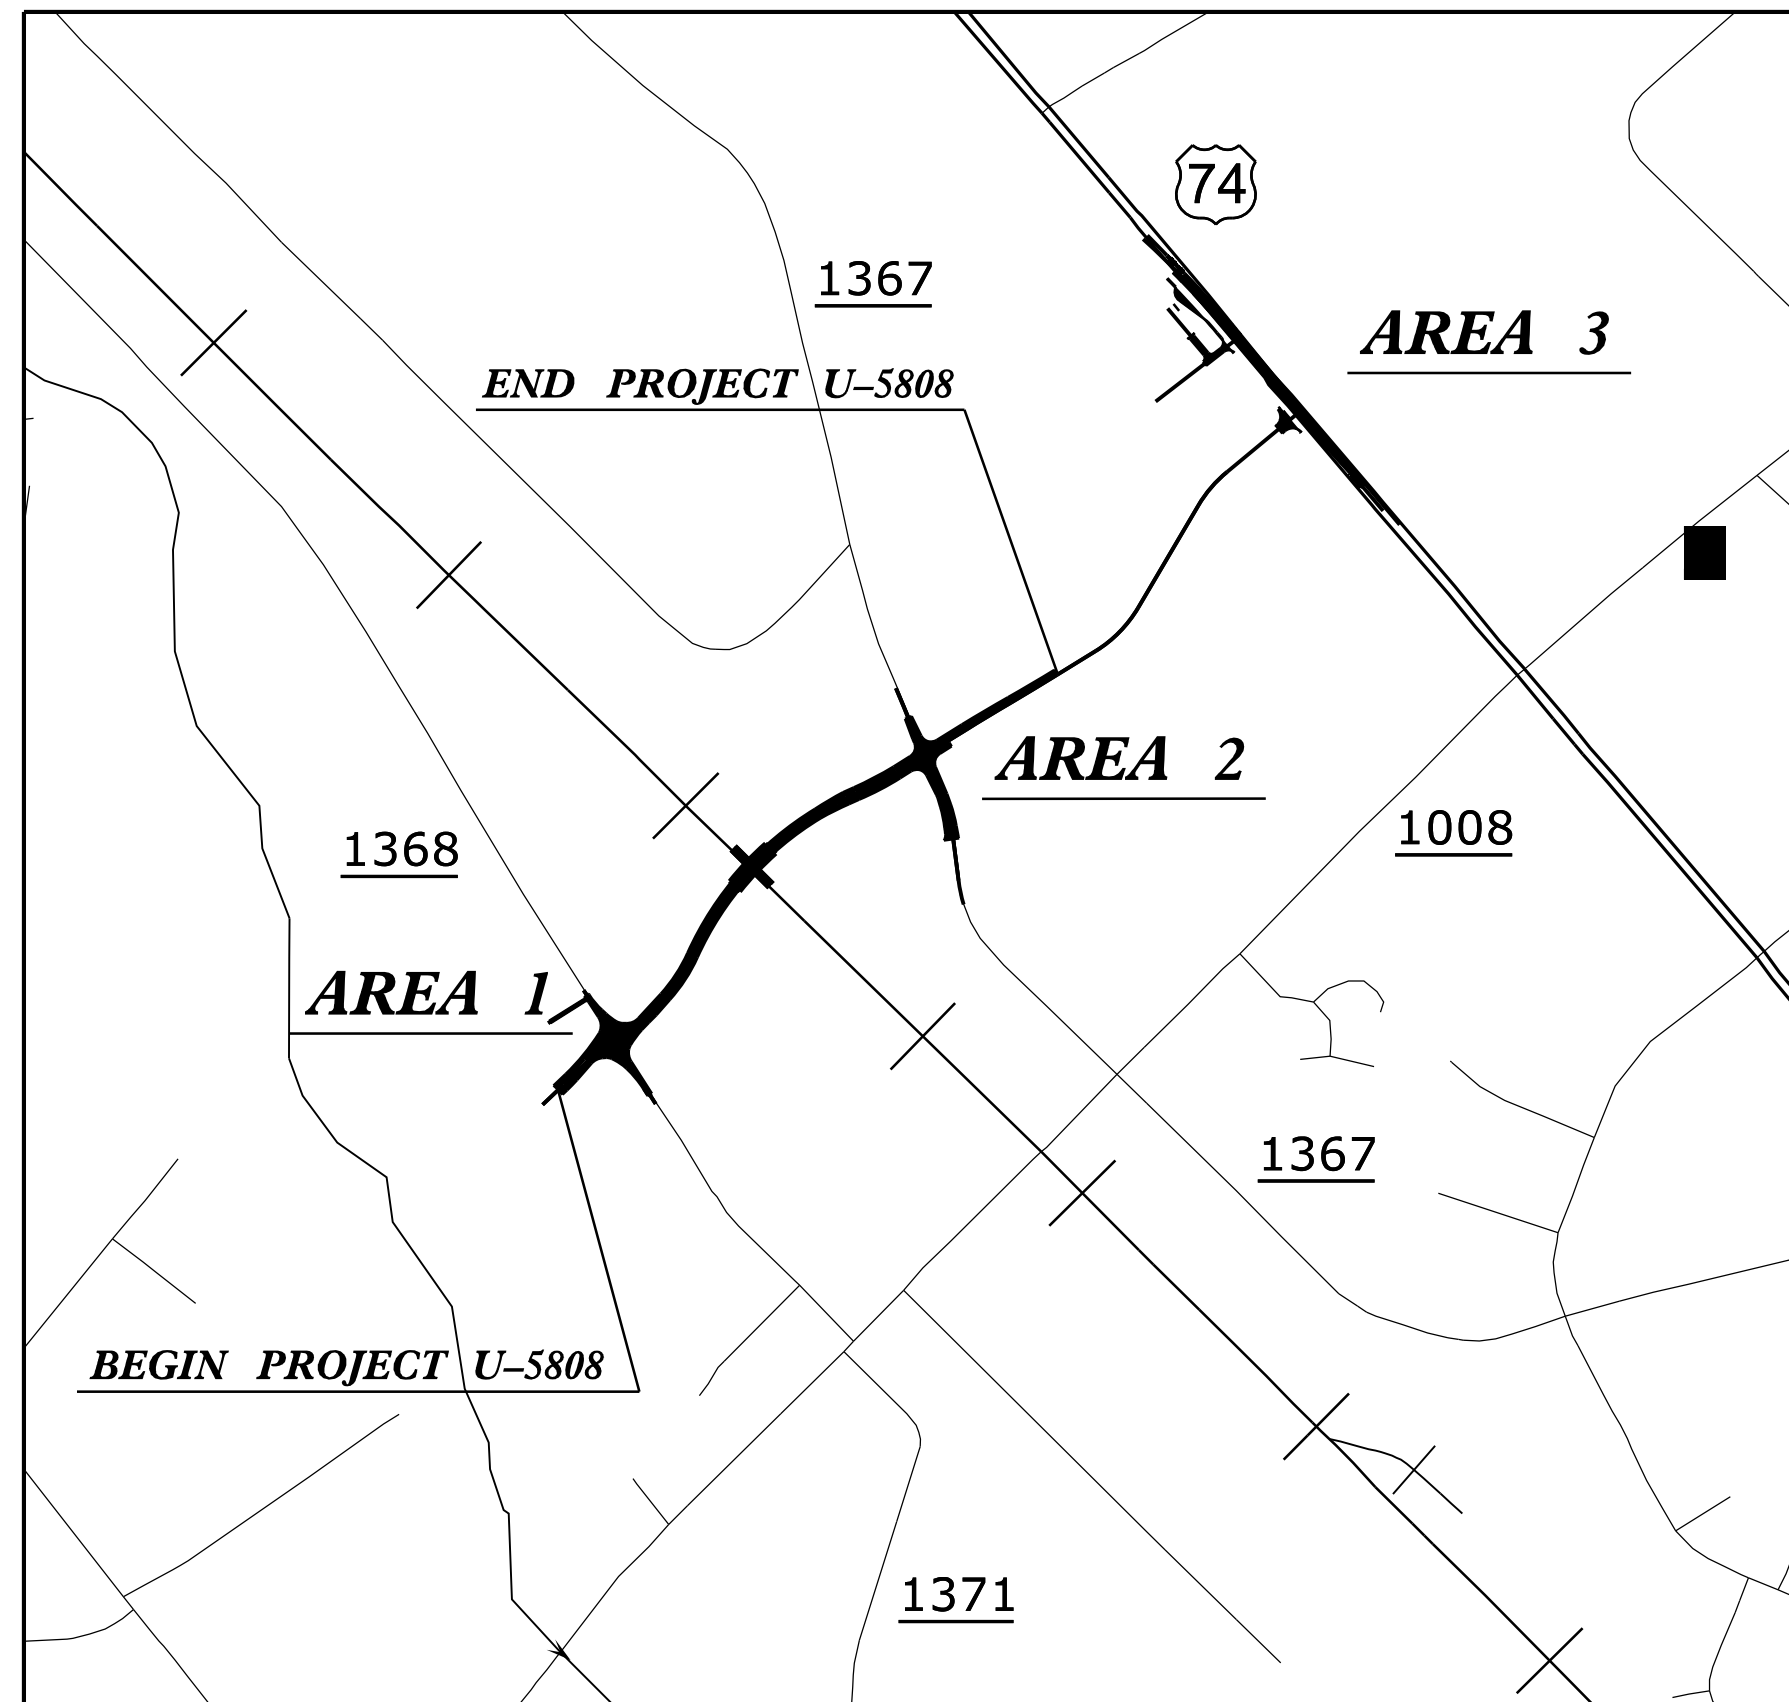 74
1367
AREA 3
END PROJECT U–5808
AREA 2
1008
1368
AREA 1
1367
BEGIN PROJECT U–5808
1371